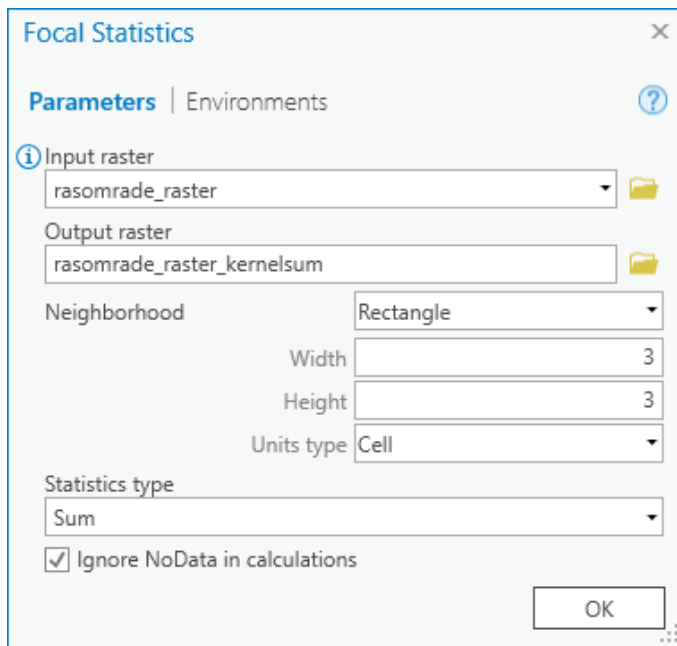 Focal Statistics
Parameters | Environments
Input raster
rasomrade_raster
Output raster
rasomrade_raster_kernelsum
Neighborhood Rectangle
Width 3
Height 3
Units type Cell
Statistics type
Sum
Ignore NoData in calculations
OK